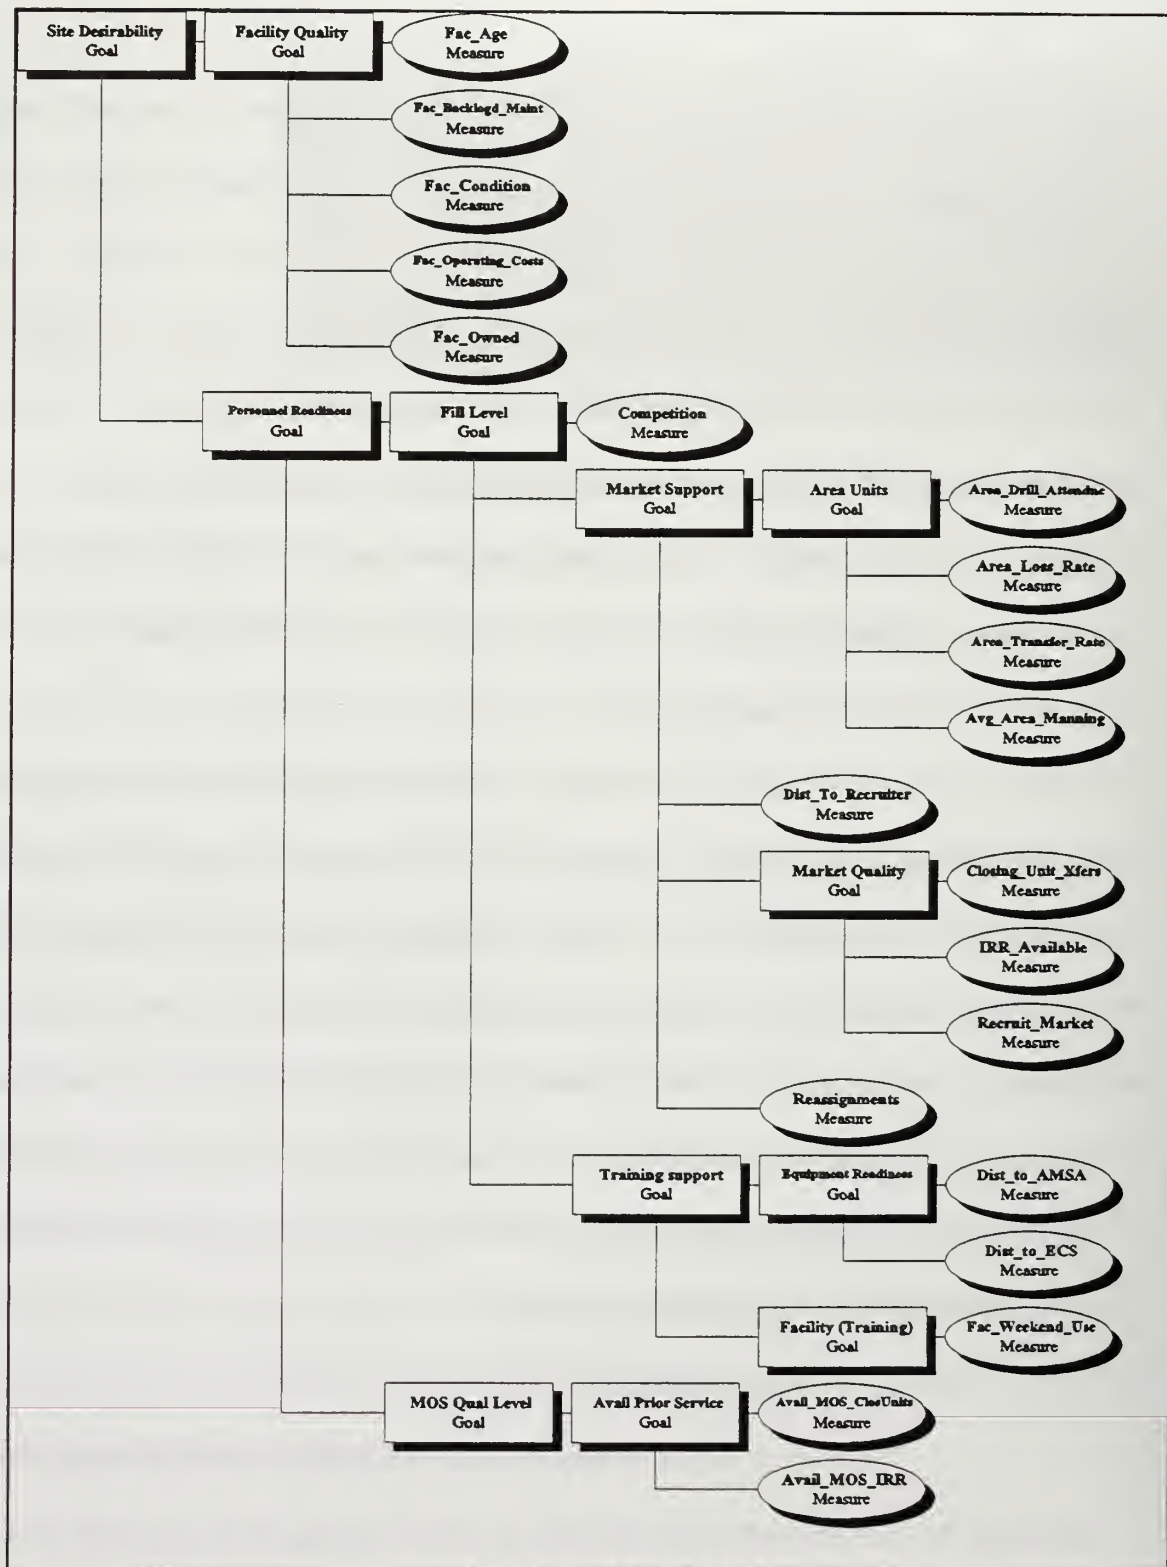 Site Desirability
Goal
Facility Quality
Goal
Fac_Age
Measure
Fac_Backlogd_Maint
Measure
Fac_Condition
Measure
Fac_Operating_Costs
Measure
Fac_Owned
Measure
Personnel Readiness
Goal
Fill Level
Goal
Competition
Measure
Market Support
Goal
Area Units
Goal
Area_Drill_Attendnc
Measure
Area_Loss_Rate
Measure
Area_Transfer_Rate
Measure
Avg_Area_Manning
Measure
Dist_To_Recruiter
Measure
Market Quality
Goal
Closing_Unit_Xfers
Measure
IRR_Available
Measure
Recruit_Market
Measure
Reassignments
Measure
Training support
Goal
Equipment Readiness
Goal
Dist_to_AMSA
Measure
Dist_to_ECS
Measure
Facility (Training)
Goal
Fac_Weekend_Use
Measure
MOS Qual Level
Goal
Avail Prior Service
Goal
Avail_MOS_ClosUnits
Measure
Avail_MOS_IRR
Measure